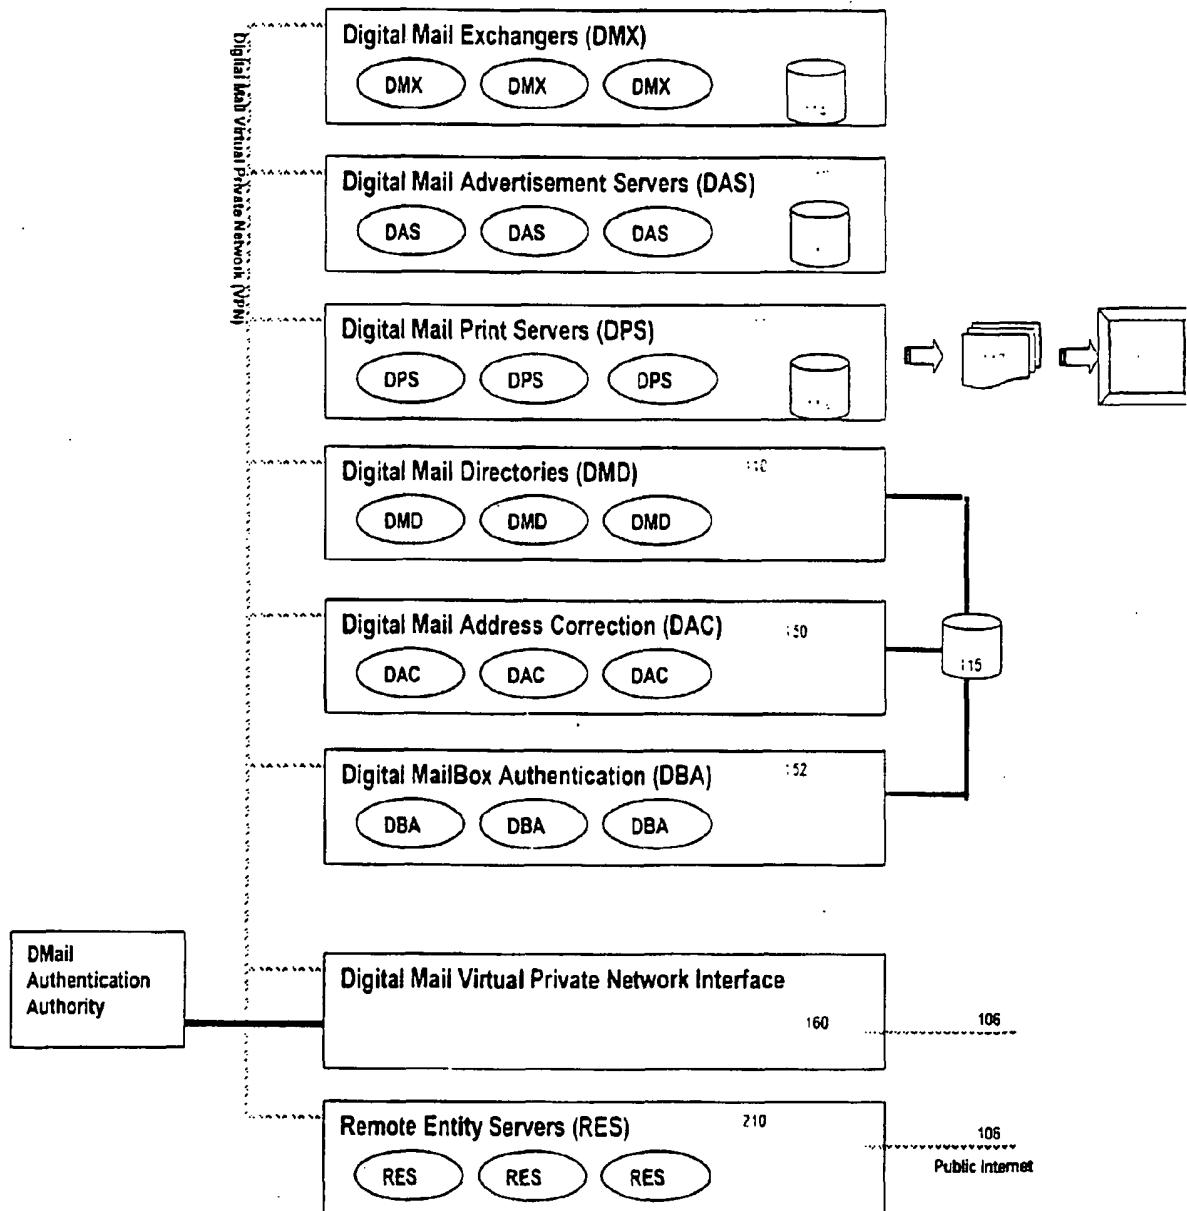 Digital Mail Virtual Private Network (VPN)
Digital Mail Exchangers (DMX)
DMX DMX DMX
Digital Mail Advertisement Servers (DAS)
DAS DAS DAS
Digital Mail Print Servers (DPS)
DPS DPS DPS
Digital Mail Directories (DMD)
DMD DMD DMD
Digital Mail Address Correction (DAC)
DAC DAC DAC
115
Digital MailBox Authentication (DBA)
DBA DBA DBA
DMail
Authentication
Authority
Digital Mail Virtual Private Network Interface
160
106
Remote Entity Servers (RES)
210
106
Public Internet
RES RES RES